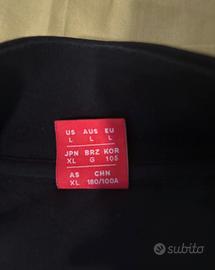 US AUS EU
L L L
JPN BRZ KOR
XL G 105
AS CHN
XL 180/100A
subito